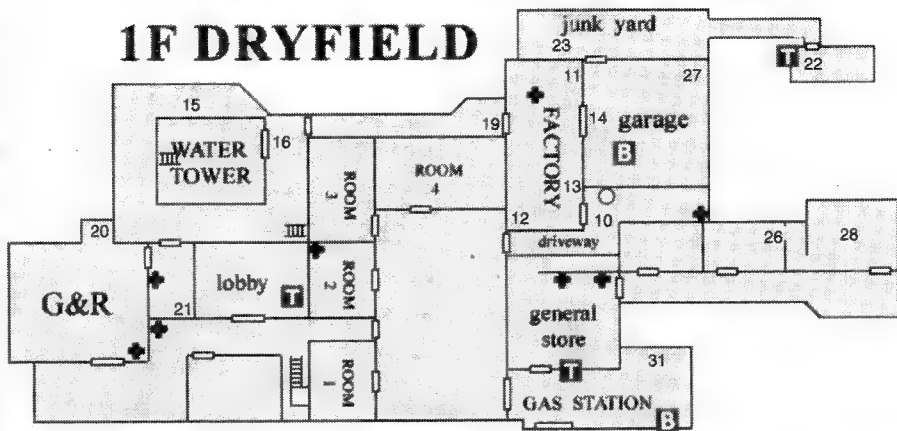 1F DRYFIELD
junk yard
23
T
22
11
27
15
19
14
garage
FACTORY
16
WATER
TOWER
B
ROOM
3
ROOM
4
13
12
10
20
driveway
26
28
G&R
lobby
T
ROOM
2
21
general
store
ROOM
1
T
31
GAS STATION
B